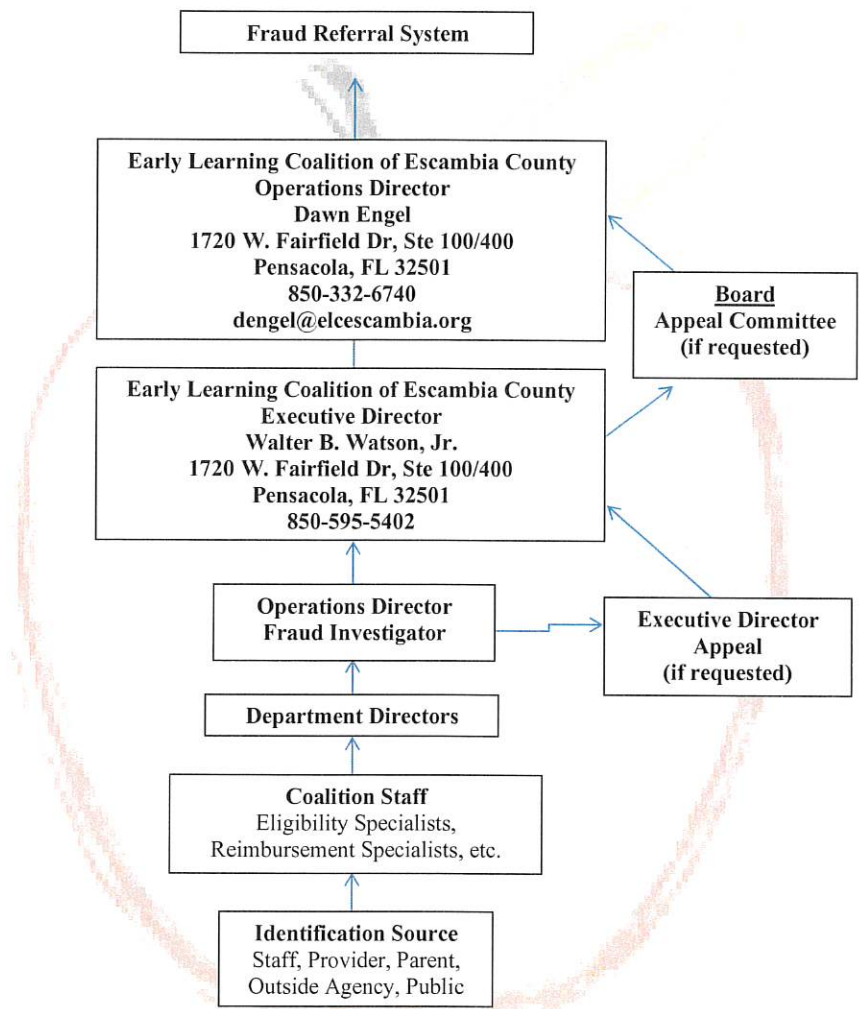 Fraud Referral System
Early Learning Coalition of Escambia County
Operations Director
Dawn Engel
1720 W. Fairfield Dr, Ste 100/400
Pensacola, FL 32501
850-332-6740
dengel@elcescambia.org
Board
Appeal Committee
(if requested)
Early Learning Coalition of Escambia County
Executive Director
Walter B. Watson, Jr.
1720 W. Fairfield Dr, Ste 100/400
Pensacola, FL 32501
850-595-5402
Operations Director
Fraud Investigator
Executive Director
Appeal
(if requested)
Department Directors
Coalition Staff
Eligibility Specialists,
Reimbursement Specialists, etc.
Identification Source
Staff, Provider, Parent,
Outside Agency, Public